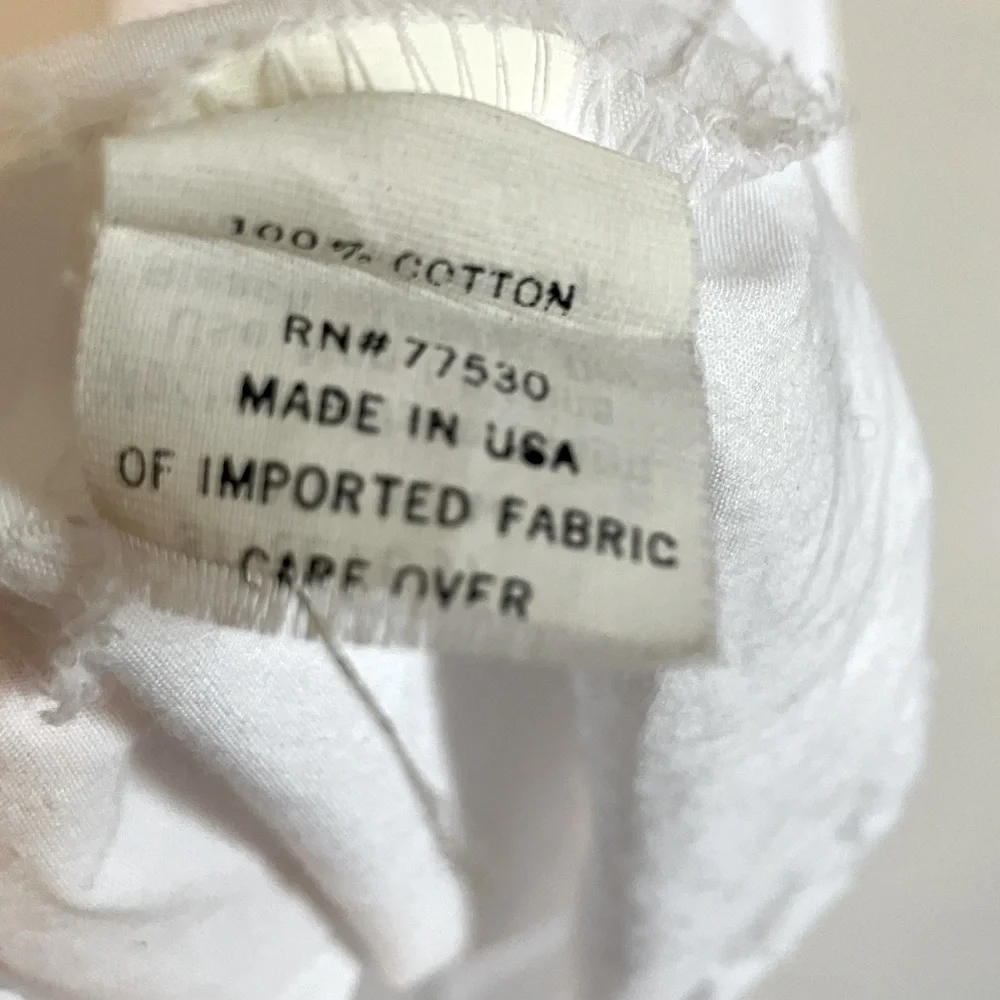 100% COTTON
RN# 77530
MADE IN USA
OF IMPORTED FABRIC
CARE OVER